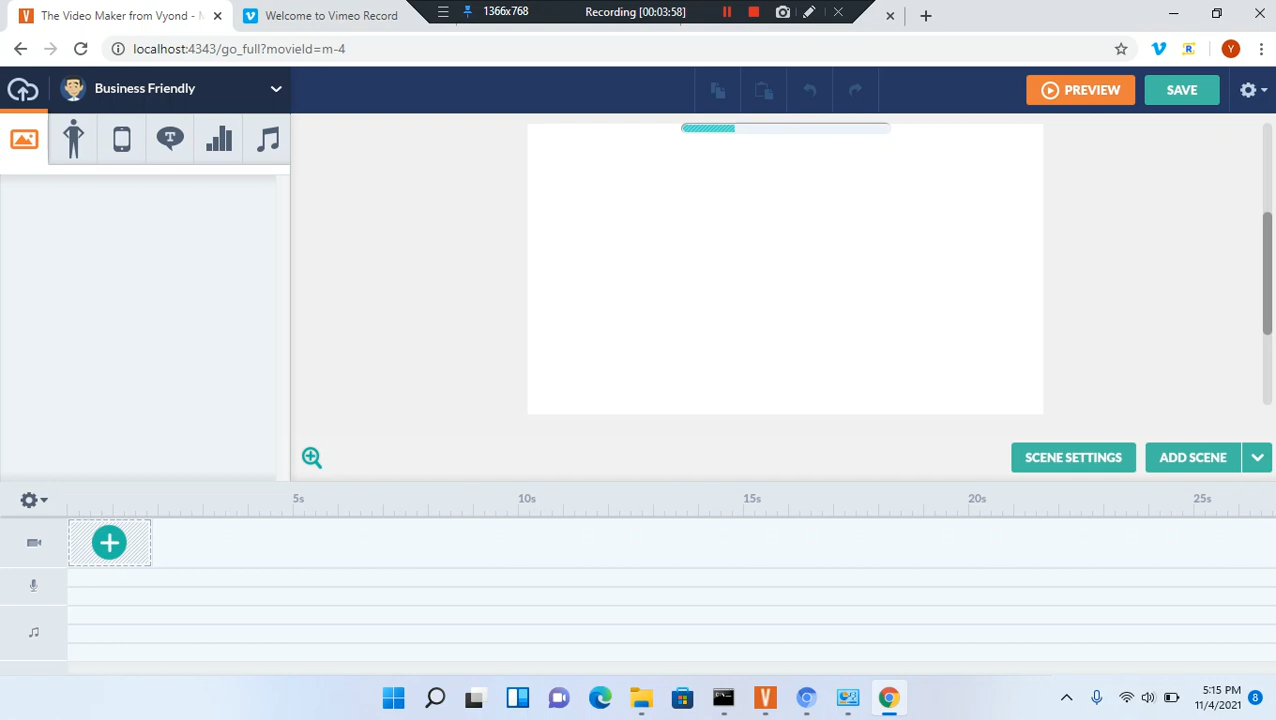 The Video Maker from Vyond -
Welcome to Vimeo Record
1366x768
Recording [00:03:58]
localhost:4343/go_full?movieId=m-4
Y
Business Friendly
PREVIEW
SAVE
T
SCENE SETTINGS
ADD SCENE
5s
10s
15s
20s
25s
5:15 PM
11/4/2021
8